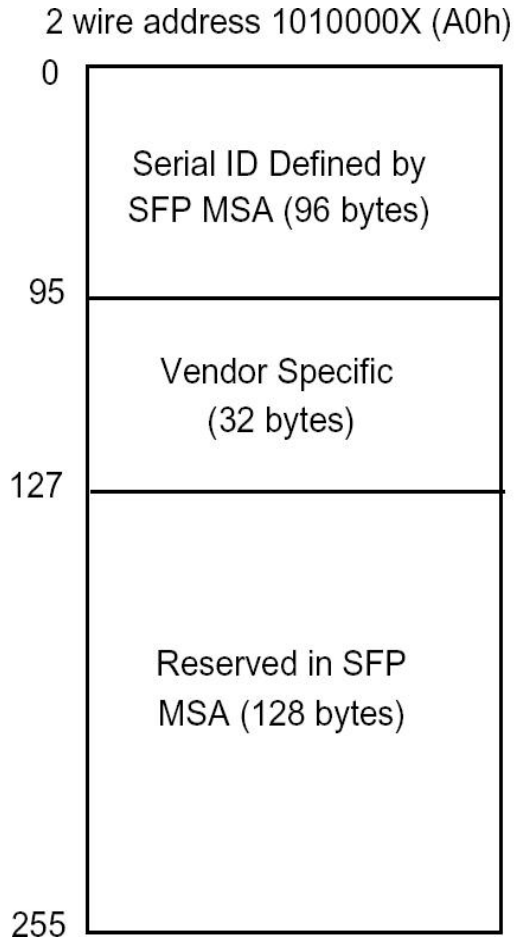 2 wire address 1010000X (A0h)
0
Serial ID Defined by
SFP MSA (96 bytes)
95
Vendor Specific
(32 bytes)
127
Reserved in SFP
MSA (128 bytes)
255